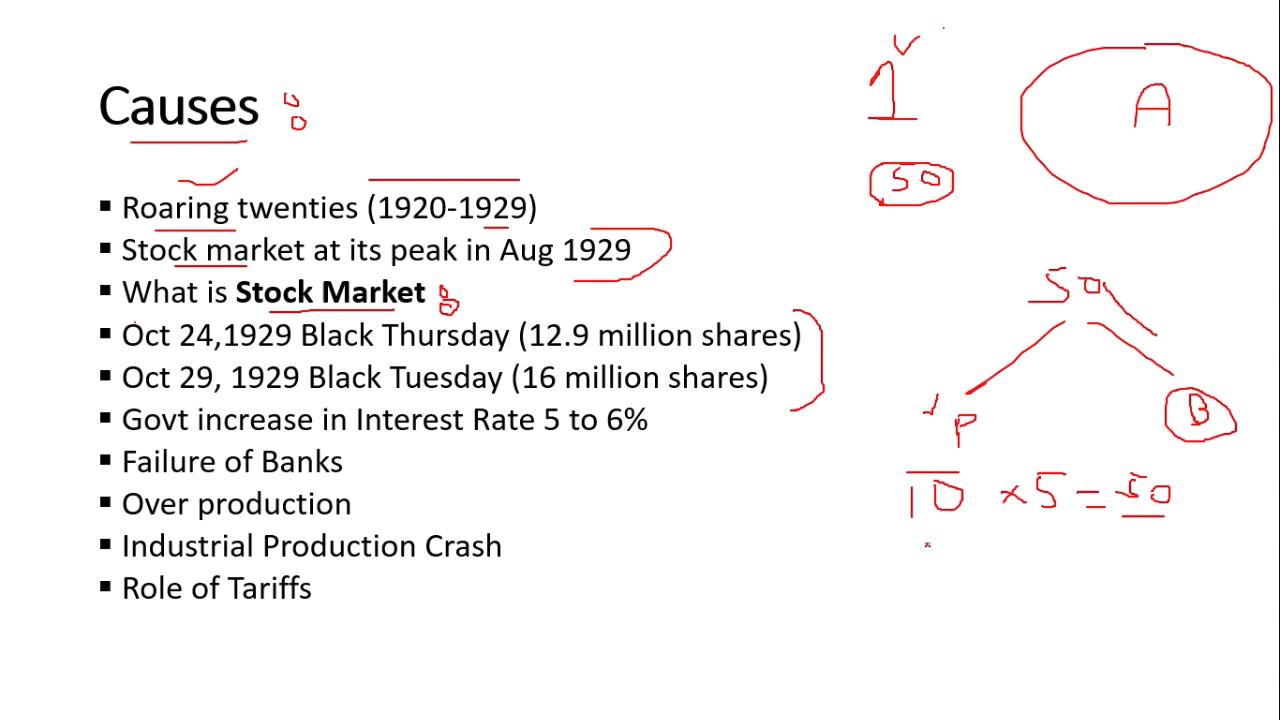 Causes :
▪ Roaring twenties (1920-1929)
▪ Stock market at its peak in Aug 1929
▪ What is Stock Market :
▪ Oct 24,1929 Black Thursday (12.9 million shares)
▪ Oct 29, 1929 Black Tuesday (16 million shares)
▪ Govt increase in Interest Rate 5 to 6%
▪ Failure of Banks
▪ Over production
▪ Industrial Production Crash
▪ Role of Tariffs
1
A
50
50
P
B
10 × 5 = 50